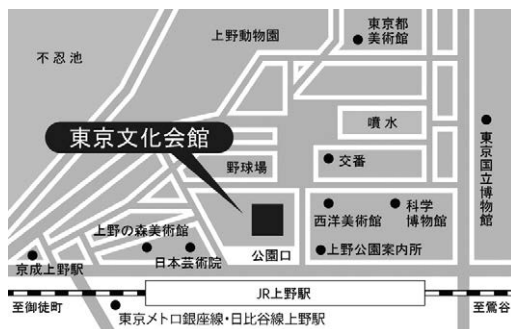 東京都
美術館
上野動物園
不忍池
噴水
東京文化会館
交番
野球場
東京国立博物館
西洋美術館
科学
博物館
上野の森美術館
日本芸術院
公園口
上野公園案内所
京成上野駅
JR上野駅
至御徒町
至鶯谷
東京メトロ銀座線・日比谷線上野駅